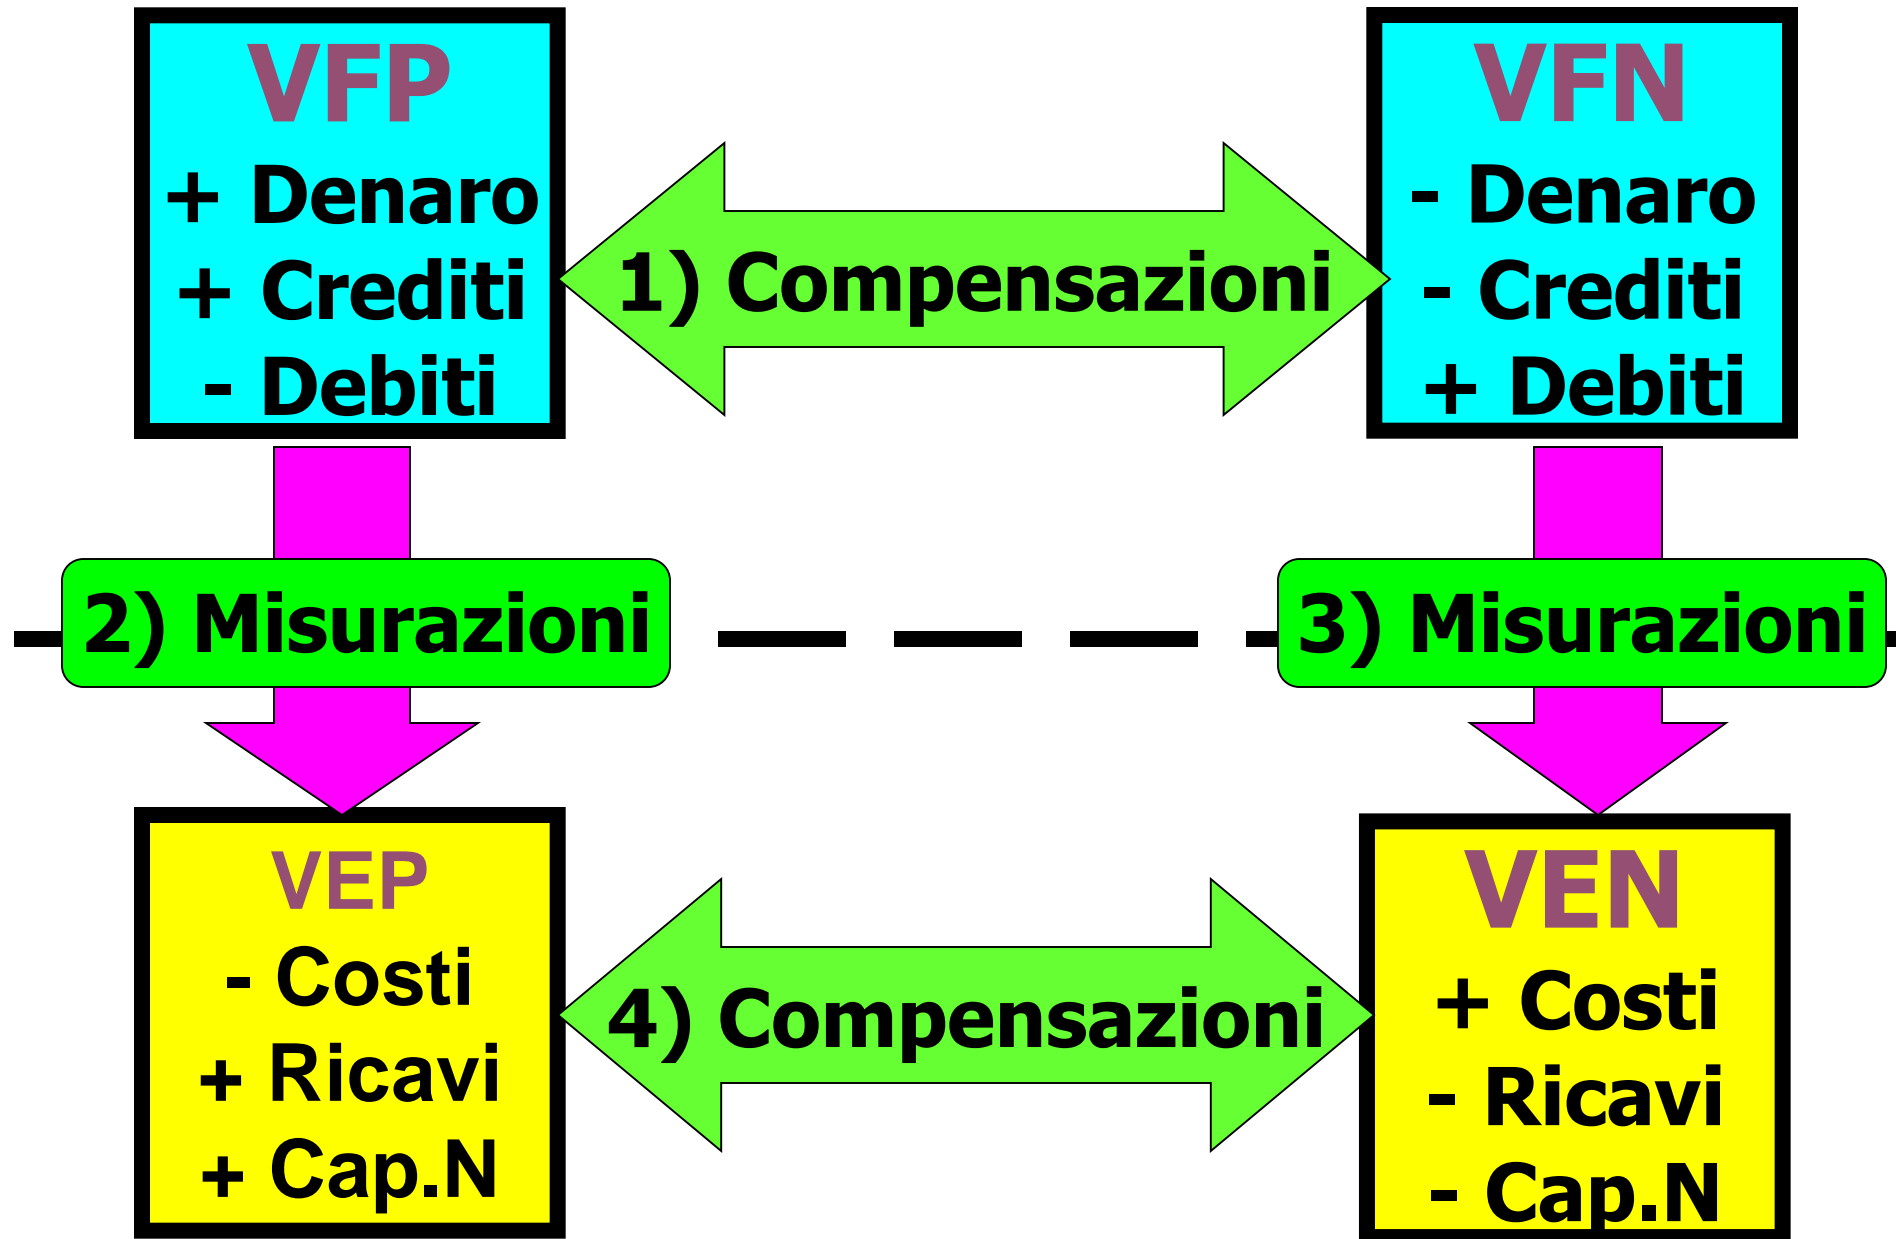 VFP
+ Denaro
+ Crediti
- Debiti
1) Compensazioni
VFN
- Denaro
- Crediti
+ Debiti
2) Misurazioni
3) Misurazioni
VEP
- Costi
+ Ricavi
+ Cap.N
4) Compensazioni
VEN
+ Costi
- Ricavi
- Cap.N